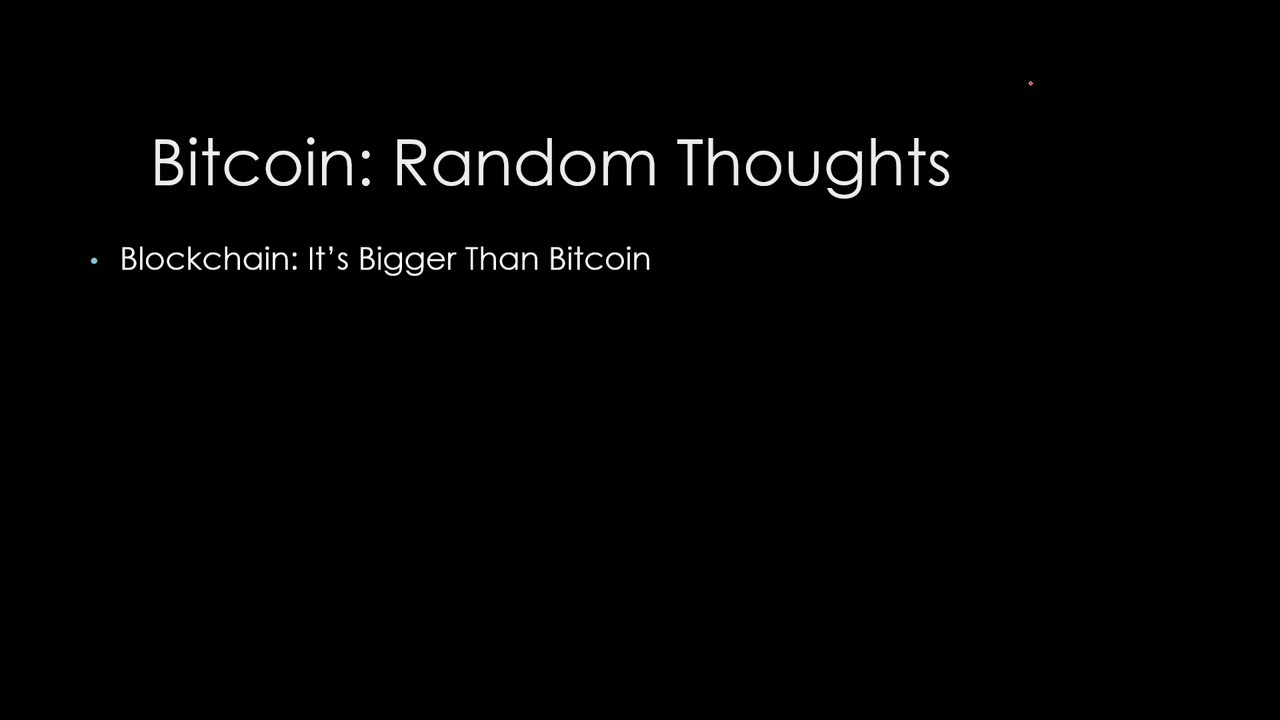 Bitcoin: Random Thoughts
• Blockchain: It’s Bigger Than Bitcoin